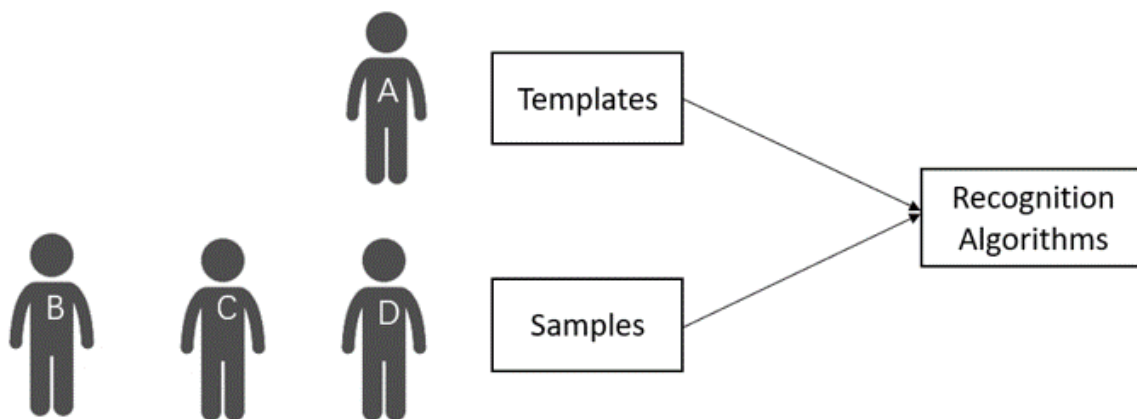 A
Templates
Recognition
Algorithms
B
C
D
Samples